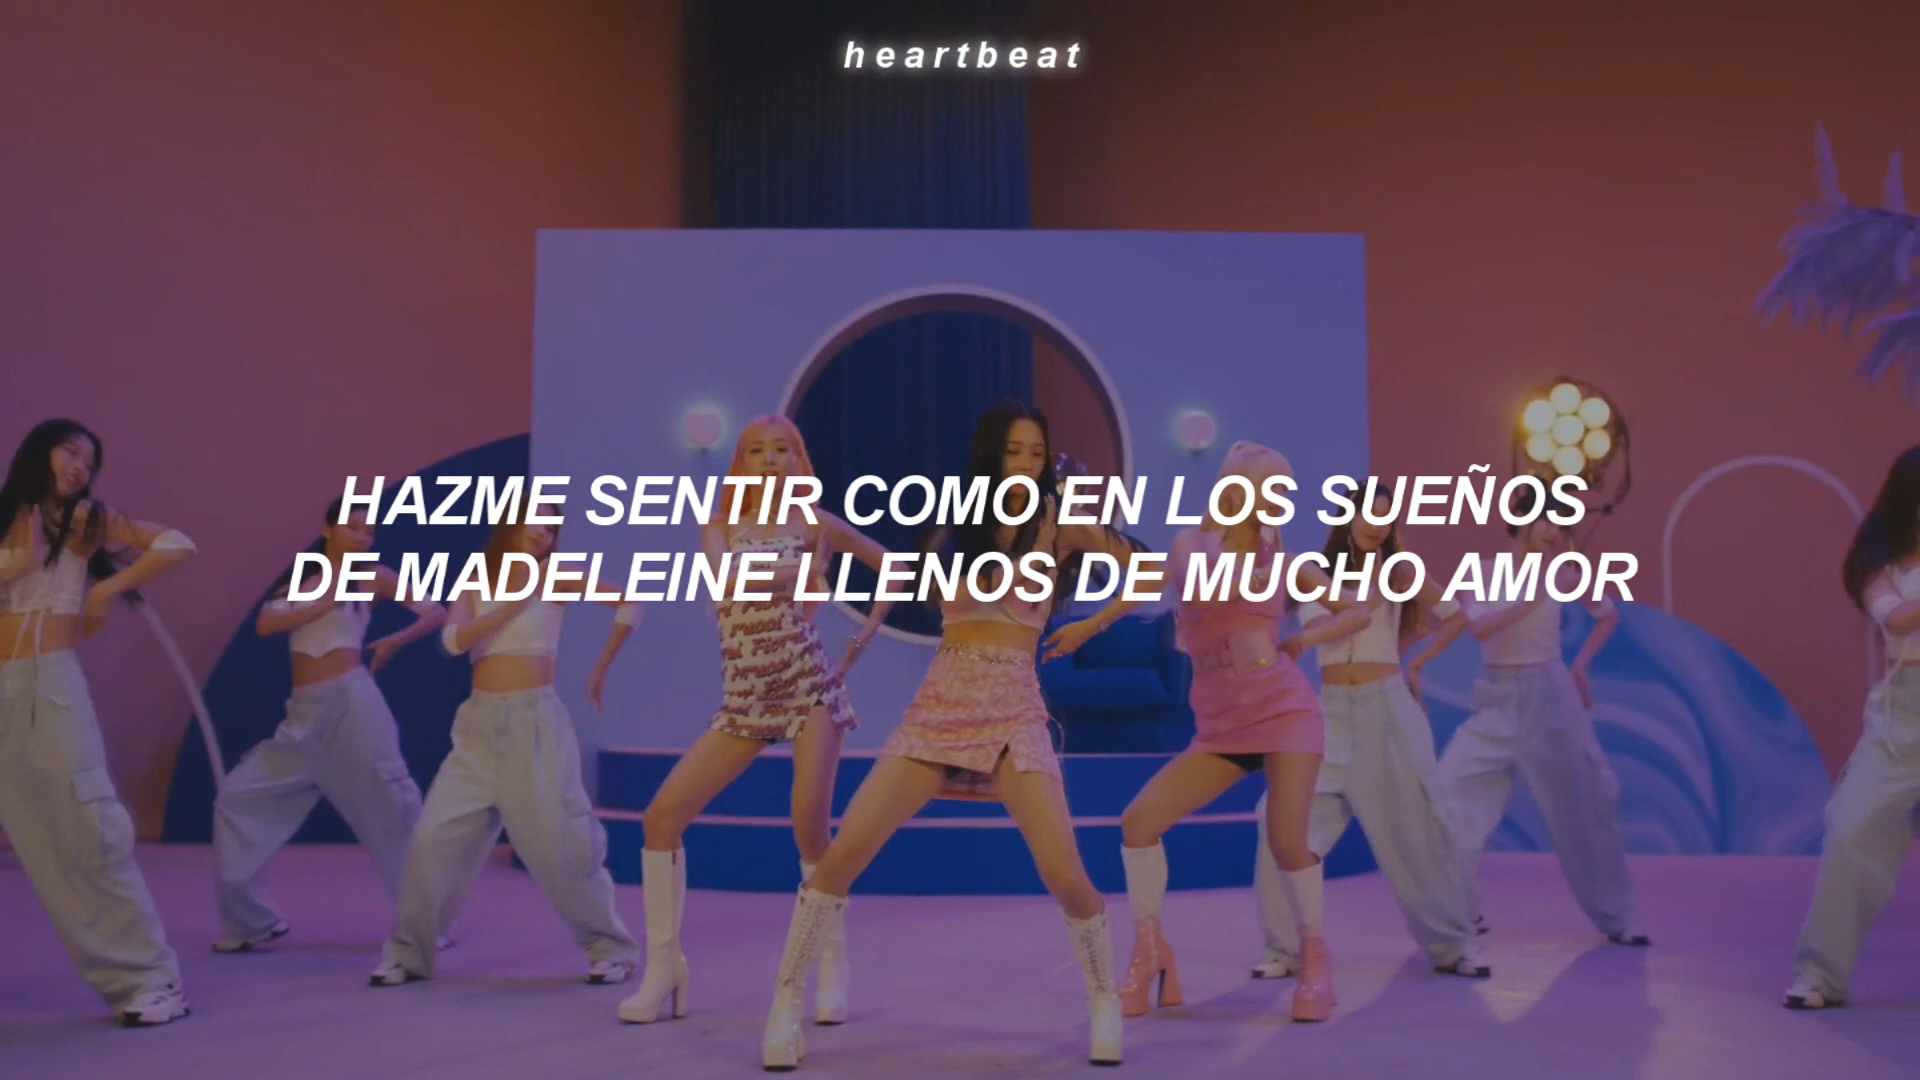 heartbeat
HAZME SENTIR COMO EN LOS SUEÑOS
DE MADELEINE LLENOS DE MUCHO AMOR